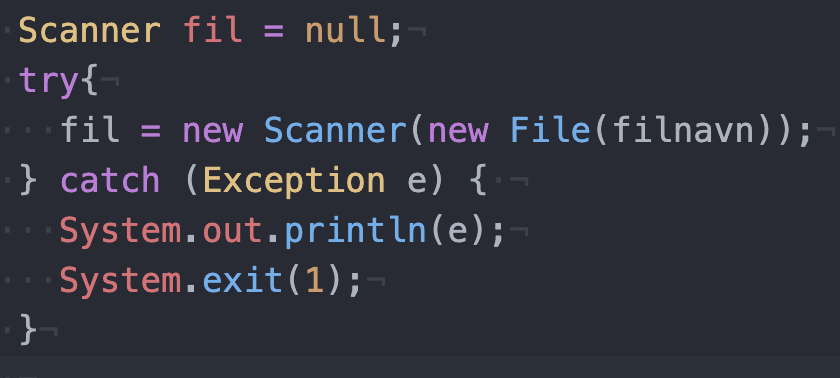 Scanner fil = null;
try{
fil = new Scanner(new File(filnavn));
} catch (Exception e) {
System.out.println(e);
System.exit(1);
}